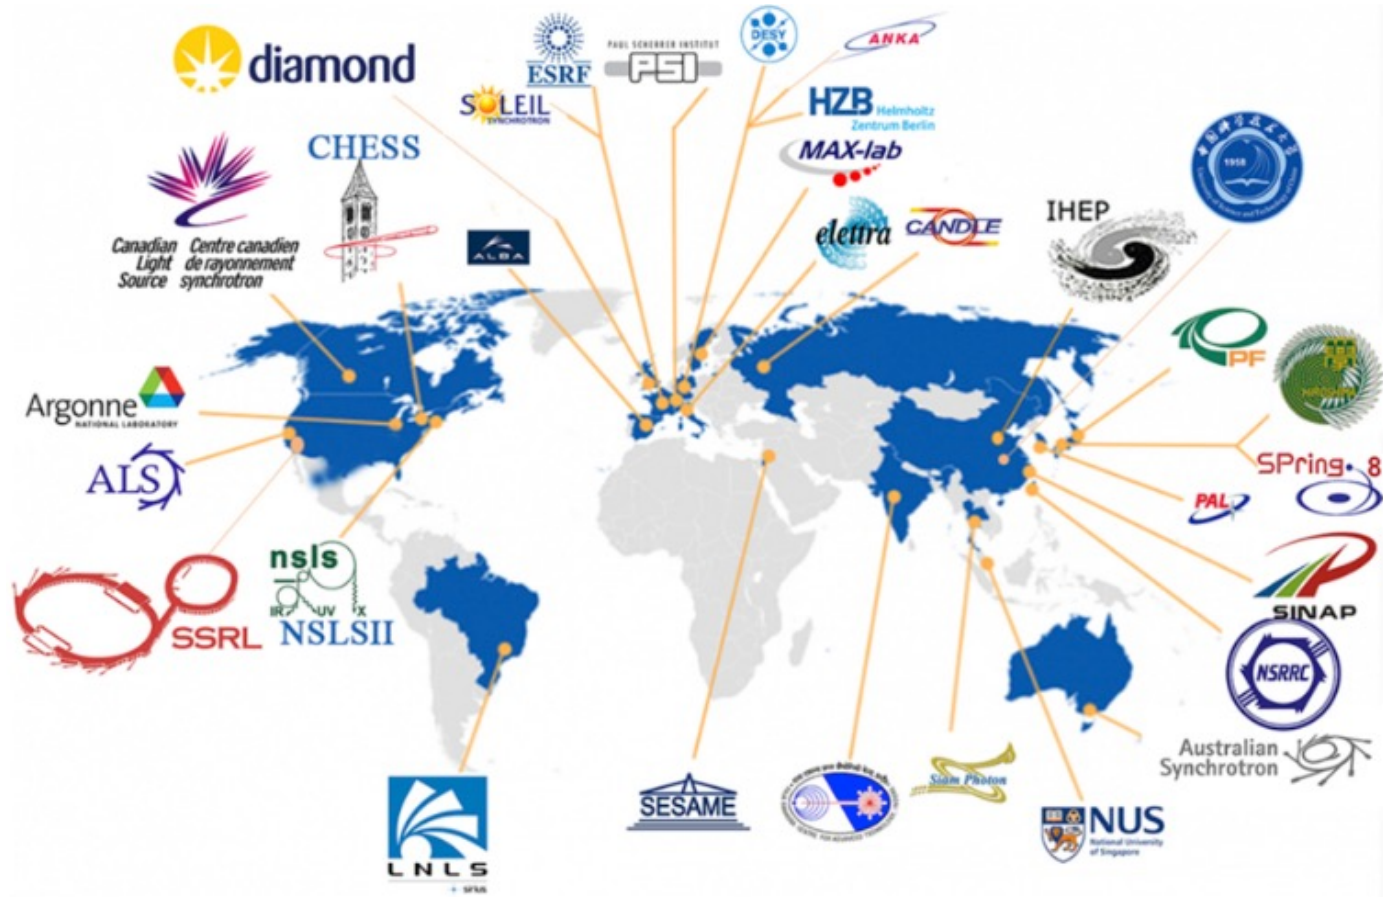 diamond
ESRF
PAUL SCHERRER INSTITUT
PSI
DESY
ANKA
SOLEIL
SYNCHROTRON
HZB Helmholtz
Zentrum Berlin
MAX-lab
CHESS
elettra
CANDLE
IHEP
1958
Canadian Centre canadien
Light de rayonnement
Source synchrotron
ALBA
PF
Argonne
NATIONAL LABORATORY
ALS
SPring-8
PAL
nsls
IR UV X
NSLSII
SSRL
SINAP
NSRRC
Australian
Synchrotron
LNLS
sirius
SESAME
Siam Photon
NUS
National University
of Singapore